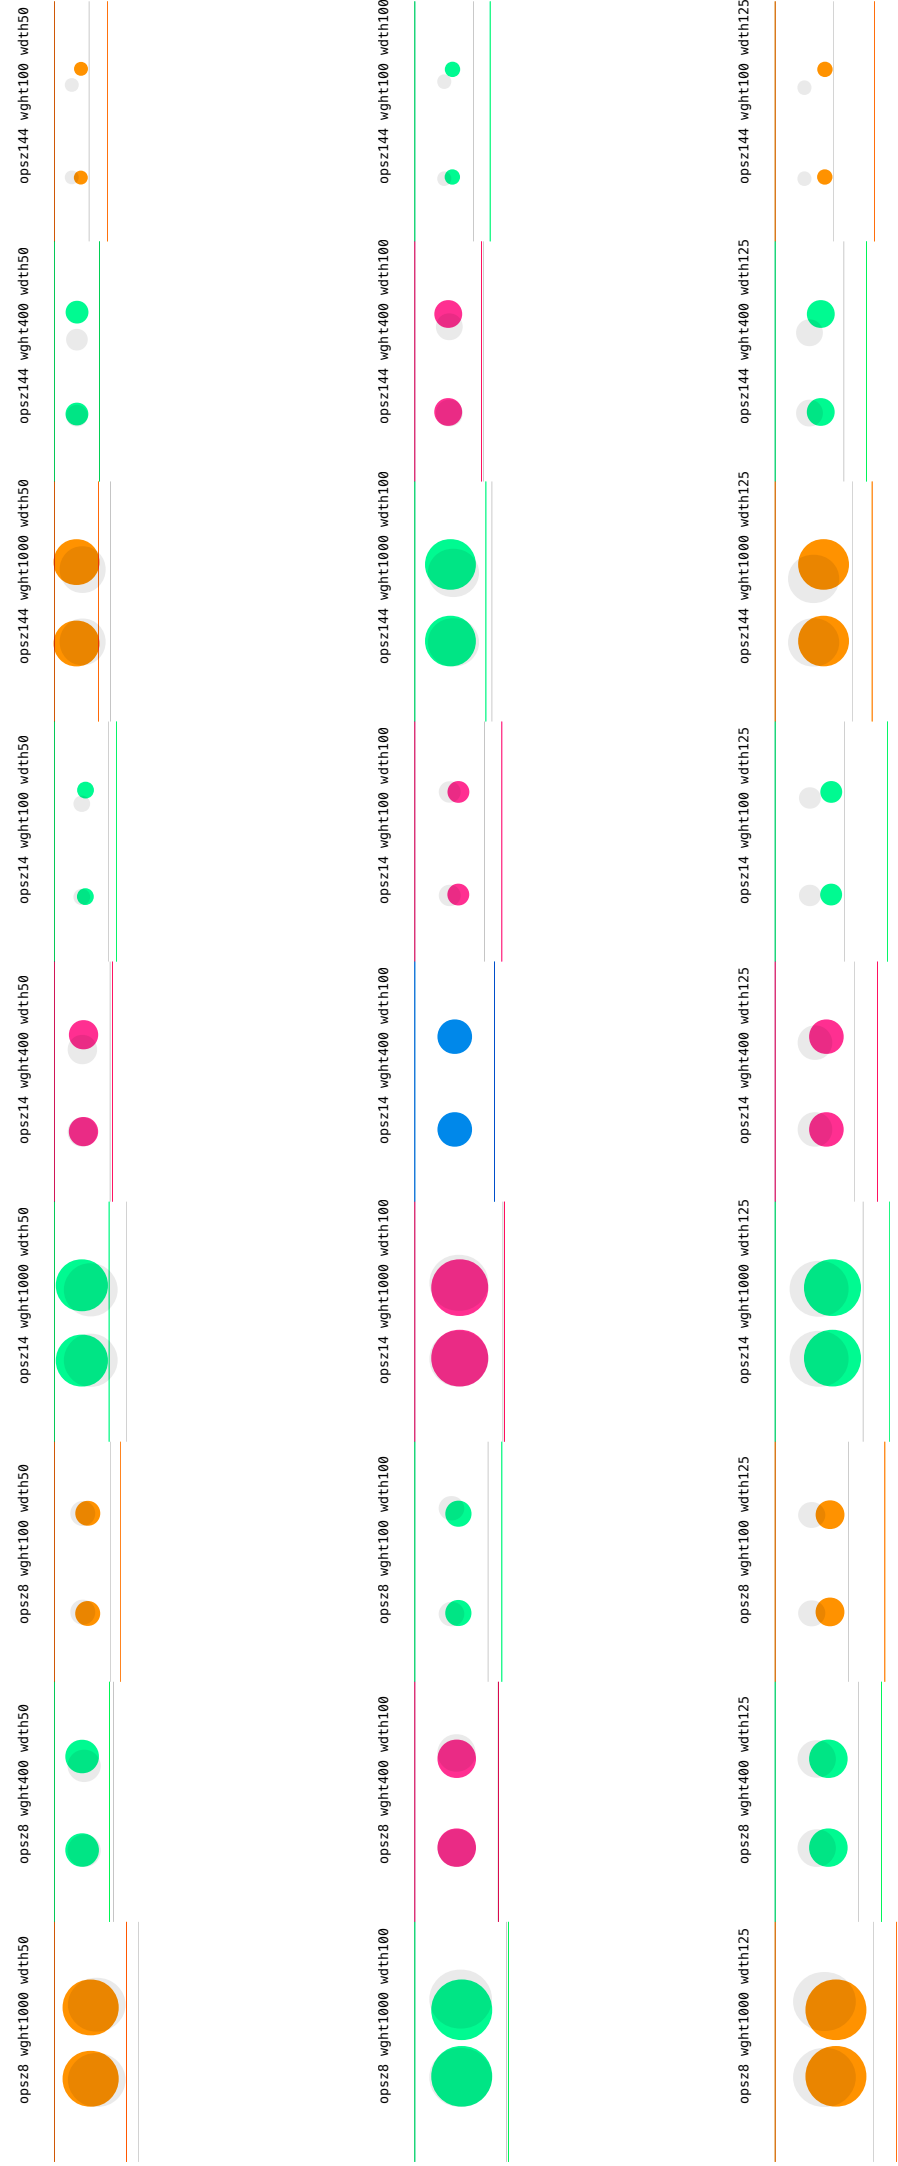 opsz144 wght100 wdth50
opsz144 wght100 wdth100
opsz144 wght100 wdth125
opsz144 wght400 wdth50
opsz144 wght400 wdth100
opsz144 wght400 wdth125
opsz144 wght1000 wdth50
opsz144 wght1000 wdth100
opsz144 wght1000 wdth125
opsz14 wght100 wdth50
opsz14 wght100 wdth100
opsz14 wght100 wdth125
opsz14 wght400 wdth50
opsz14 wght400 wdth100
opsz14 wght400 wdth125
opsz14 wght1000 wdth50
opsz14 wght1000 wdth100
opsz14 wght1000 wdth125
opsz8 wght100 wdth50
opsz8 wght100 wdth100
opsz8 wght100 wdth125
opsz8 wght400 wdth50
opsz8 wght400 wdth100
opsz8 wght400 wdth125
opsz8 wght1000 wdth50
opsz8 wght1000 wdth100
opsz8 wght1000 wdth125